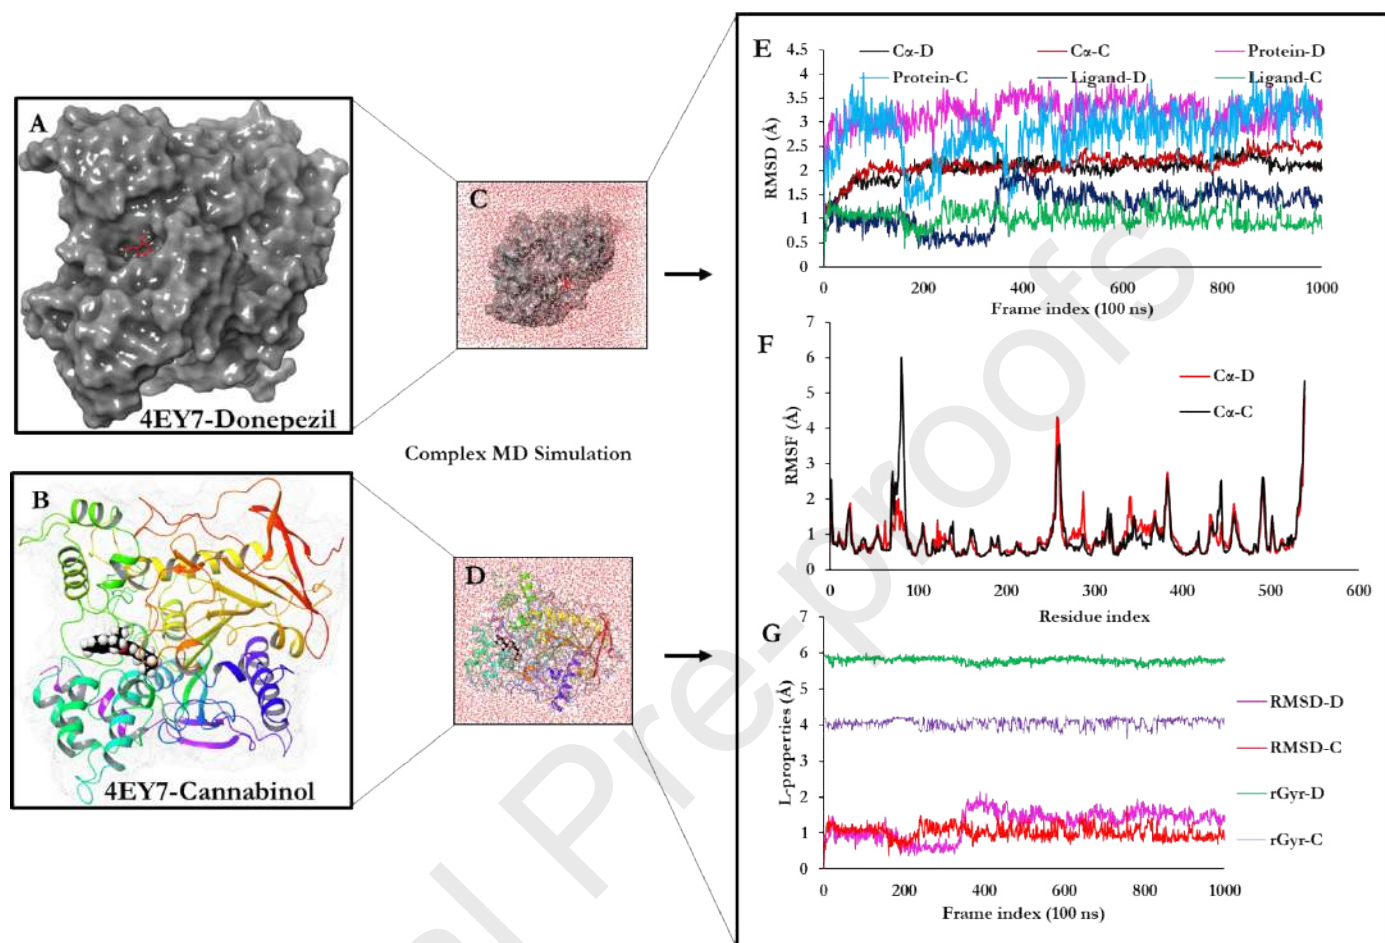 A
4EY7-Donepezil
B
4EY7-Cannabinol
C
Complex MD Simulation
D
E
Cα-D Cα-C Protein-D
Protein-C Ligand-D Ligand-C
RMSD (Å)
4.5
4
3.5
3
2.5
2
1.5
1
0.5
0
0 200 400 600 800 1000
Frame index (100 ns)
F
Cα-D
Cα-C
RMSF (Å)
7
6
5
4
3
2
1
0
0 100 200 300 400 500 600
Residue index
G
L-properties (Å)
7
6
5
4
3
2
1
0
0 200 400 600 800 1000
Frame index (100 ns)
RMSD-D
RMSD-C
rGyr-D
rGyr-C
l Pre-proofs